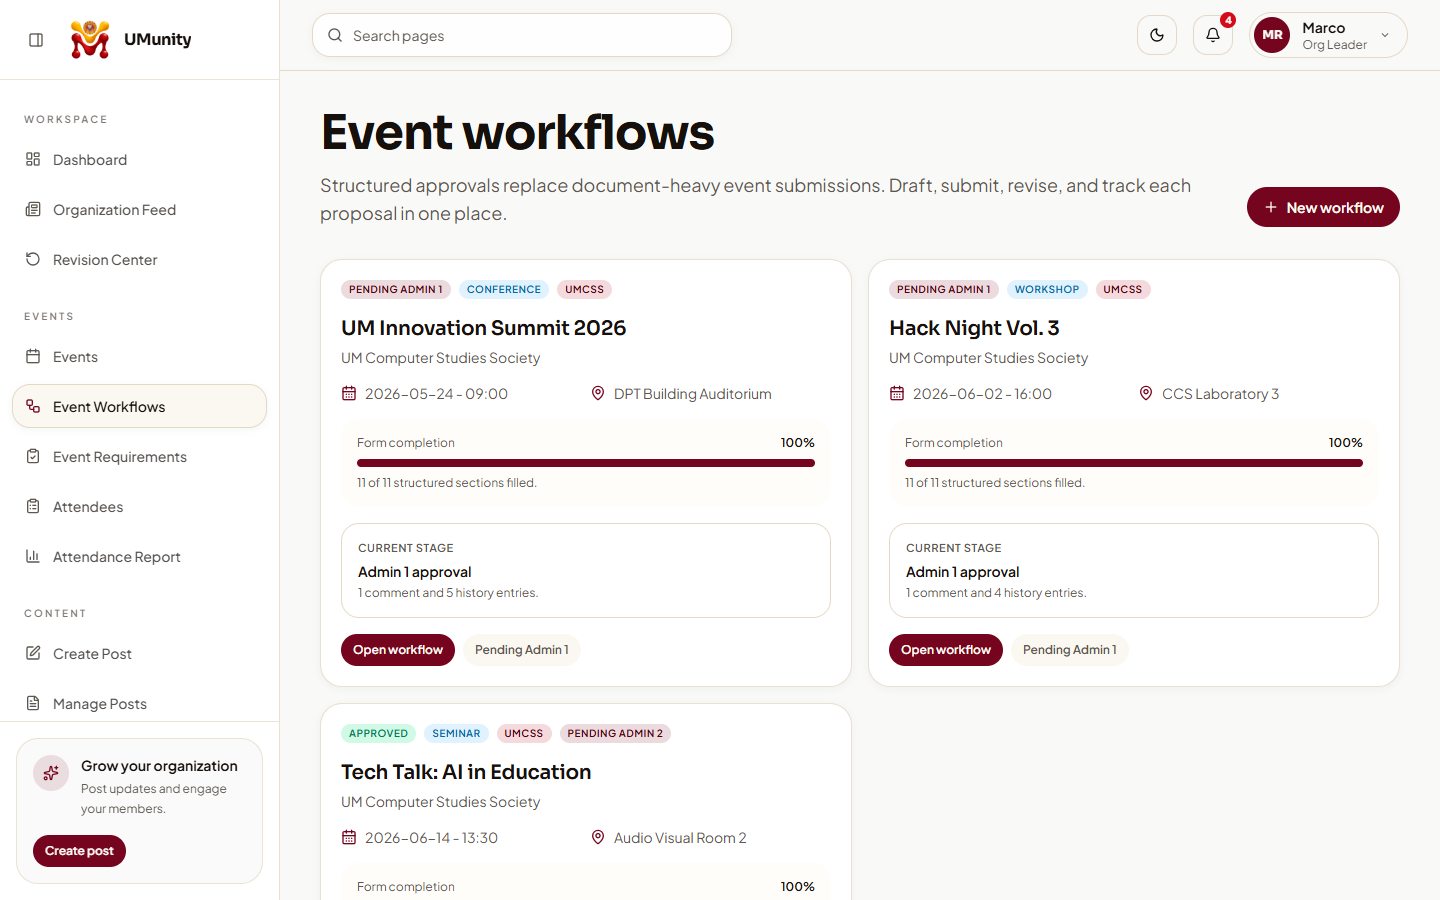 UMunity
Search pages
4
MR
Marco
Org Leader
WORKSPACE
Dashboard
Organization Feed
Revision Center
EVENTS
Events
Event Workflows
Event Requirements
Attendees
Attendance Report
CONTENT
Create Post
Manage Posts
Grow your organization
Post updates and engage
your members.
Create post
Event workflows
Structured approvals replace document-heavy event submissions. Draft, submit, revise, and track each
proposal in one place.
New workflow
PENDING ADMIN 1 CONFERENCE UMCSS
UM Innovation Summit 2026
UM Computer Studies Society
2026-05-24 - 09:00 DPT Building Auditorium
Form completion 100%
11 of 11 structured sections filled.
CURRENT STAGE
Admin 1 approval
1 comment and 5 history entries.
Open workflow Pending Admin 1
PENDING ADMIN 1 WORKSHOP UMCSS
Hack Night Vol. 3
UM Computer Studies Society
2026-06-02 - 16:00 CCS Laboratory 3
Form completion 100%
11 of 11 structured sections filled.
CURRENT STAGE
Admin 1 approval
1 comment and 4 history entries.
Open workflow Pending Admin 1
APPROVED SEMINAR UMCSS PENDING ADMIN 2
Tech Talk: AI in Education
UM Computer Studies Society
2026-06-14 - 13:30 Audio Visual Room 2
Form completion 100%